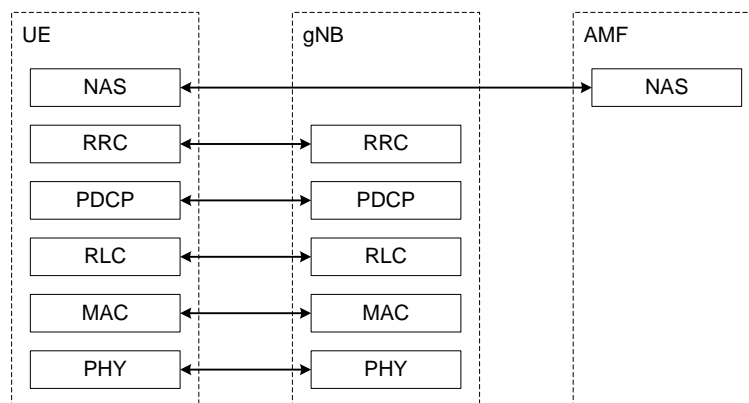 UE gNB AMF
NAS NAS
RRC RRC
PDCP PDCP
RLC RLC
MAC MAC
PHY PHY